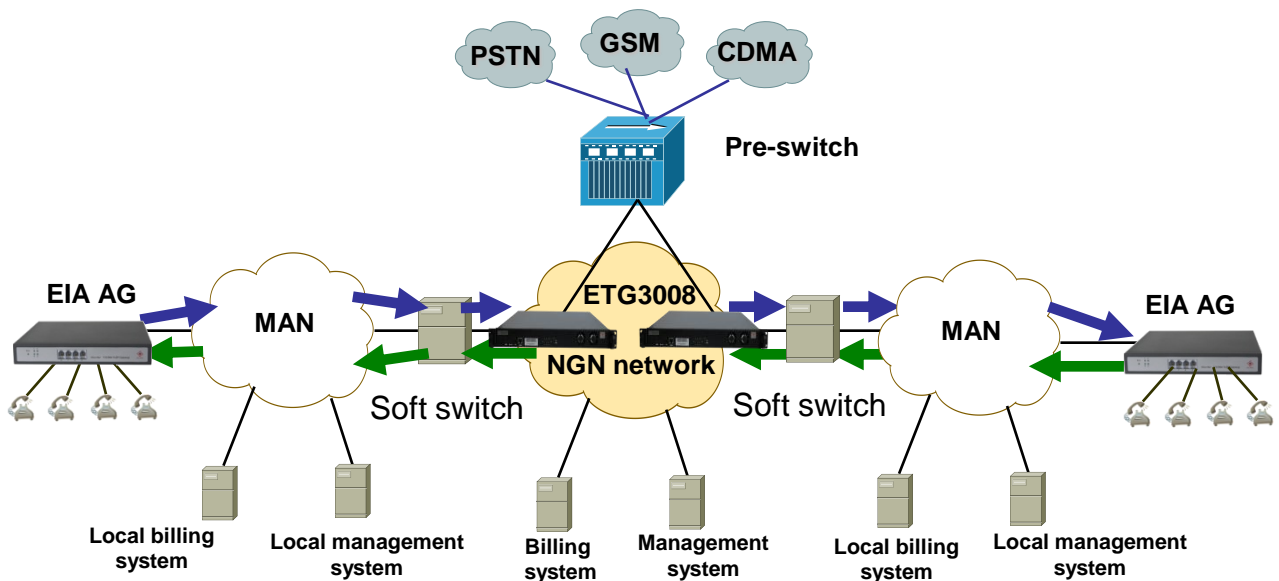 PSTN
GSM
CDMA
Pre-switch
EIA AG
MAN
ETG3008
NGN network
MAN
EIA AG
Soft switch
Soft switch
Local billing
system
Local management
system
Billing
system
Management
system
Local billing
system
Local management
system